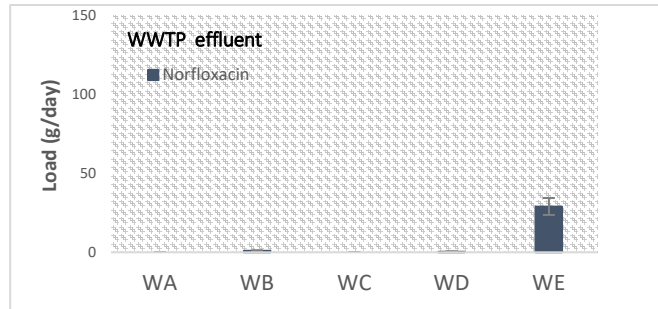 150
WWTP effluent
Norfloxacin
100
Load (g/day)
50
0
WA WB WC WD WE